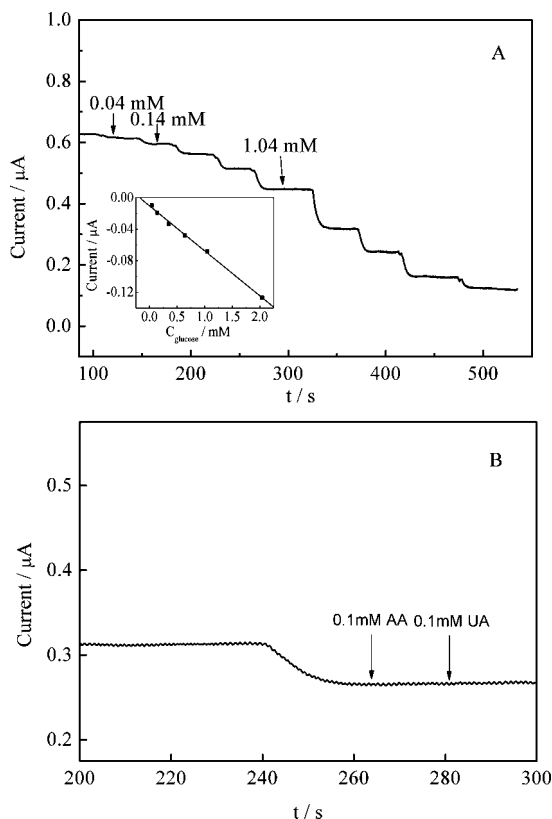 1.0
A
0.8
0.04 mM
0.14 mM
1.04 mM
0.6
0.4
0.2
0.0
Current / μA
0.00
-0.04
-0.08
-0.12
Current / μA
0.0 0.5 1.0 1.5 2.0
C glucose / mM
100 200 300 400 500
t / s
B
0.5
0.3
0.2
Current / μA
0.1mM AA 0.1mM UA
200 220 240 260 280 300
t / s